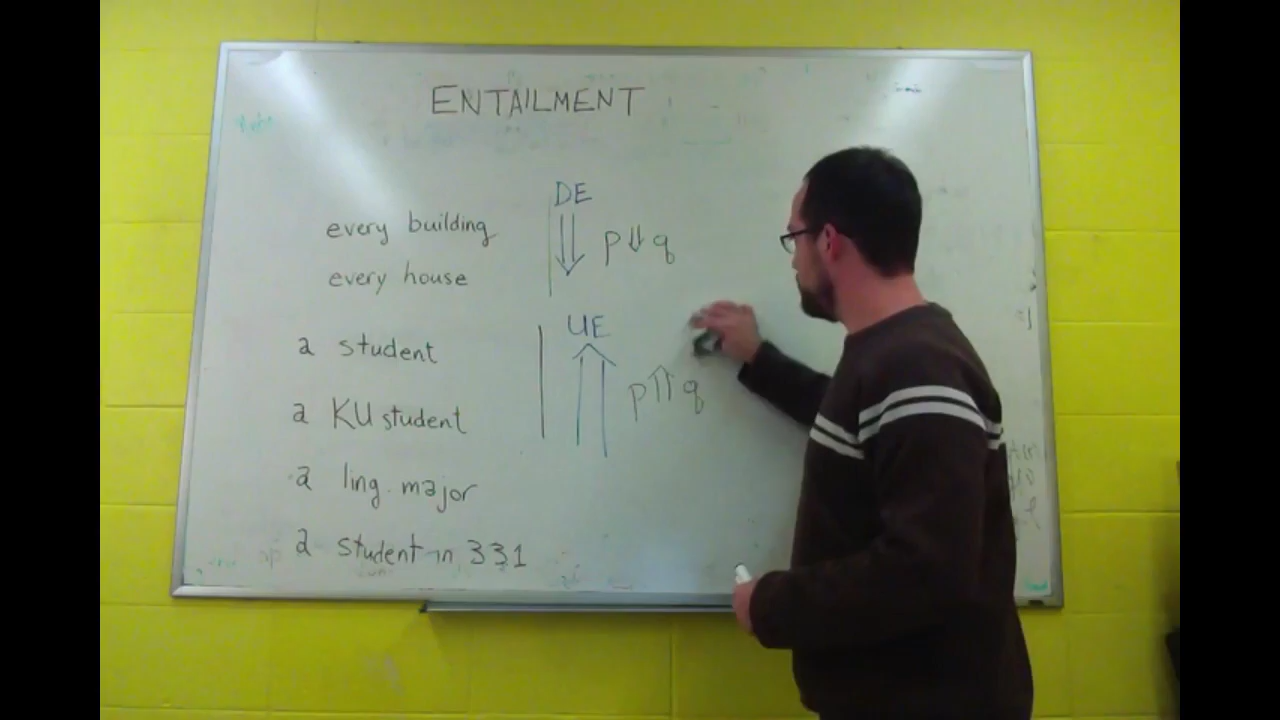 ENTAILMENT
DE
every building
p⇓q
every house
UE
a student
p⇑q
a KU student
a ling. major
a student in 331